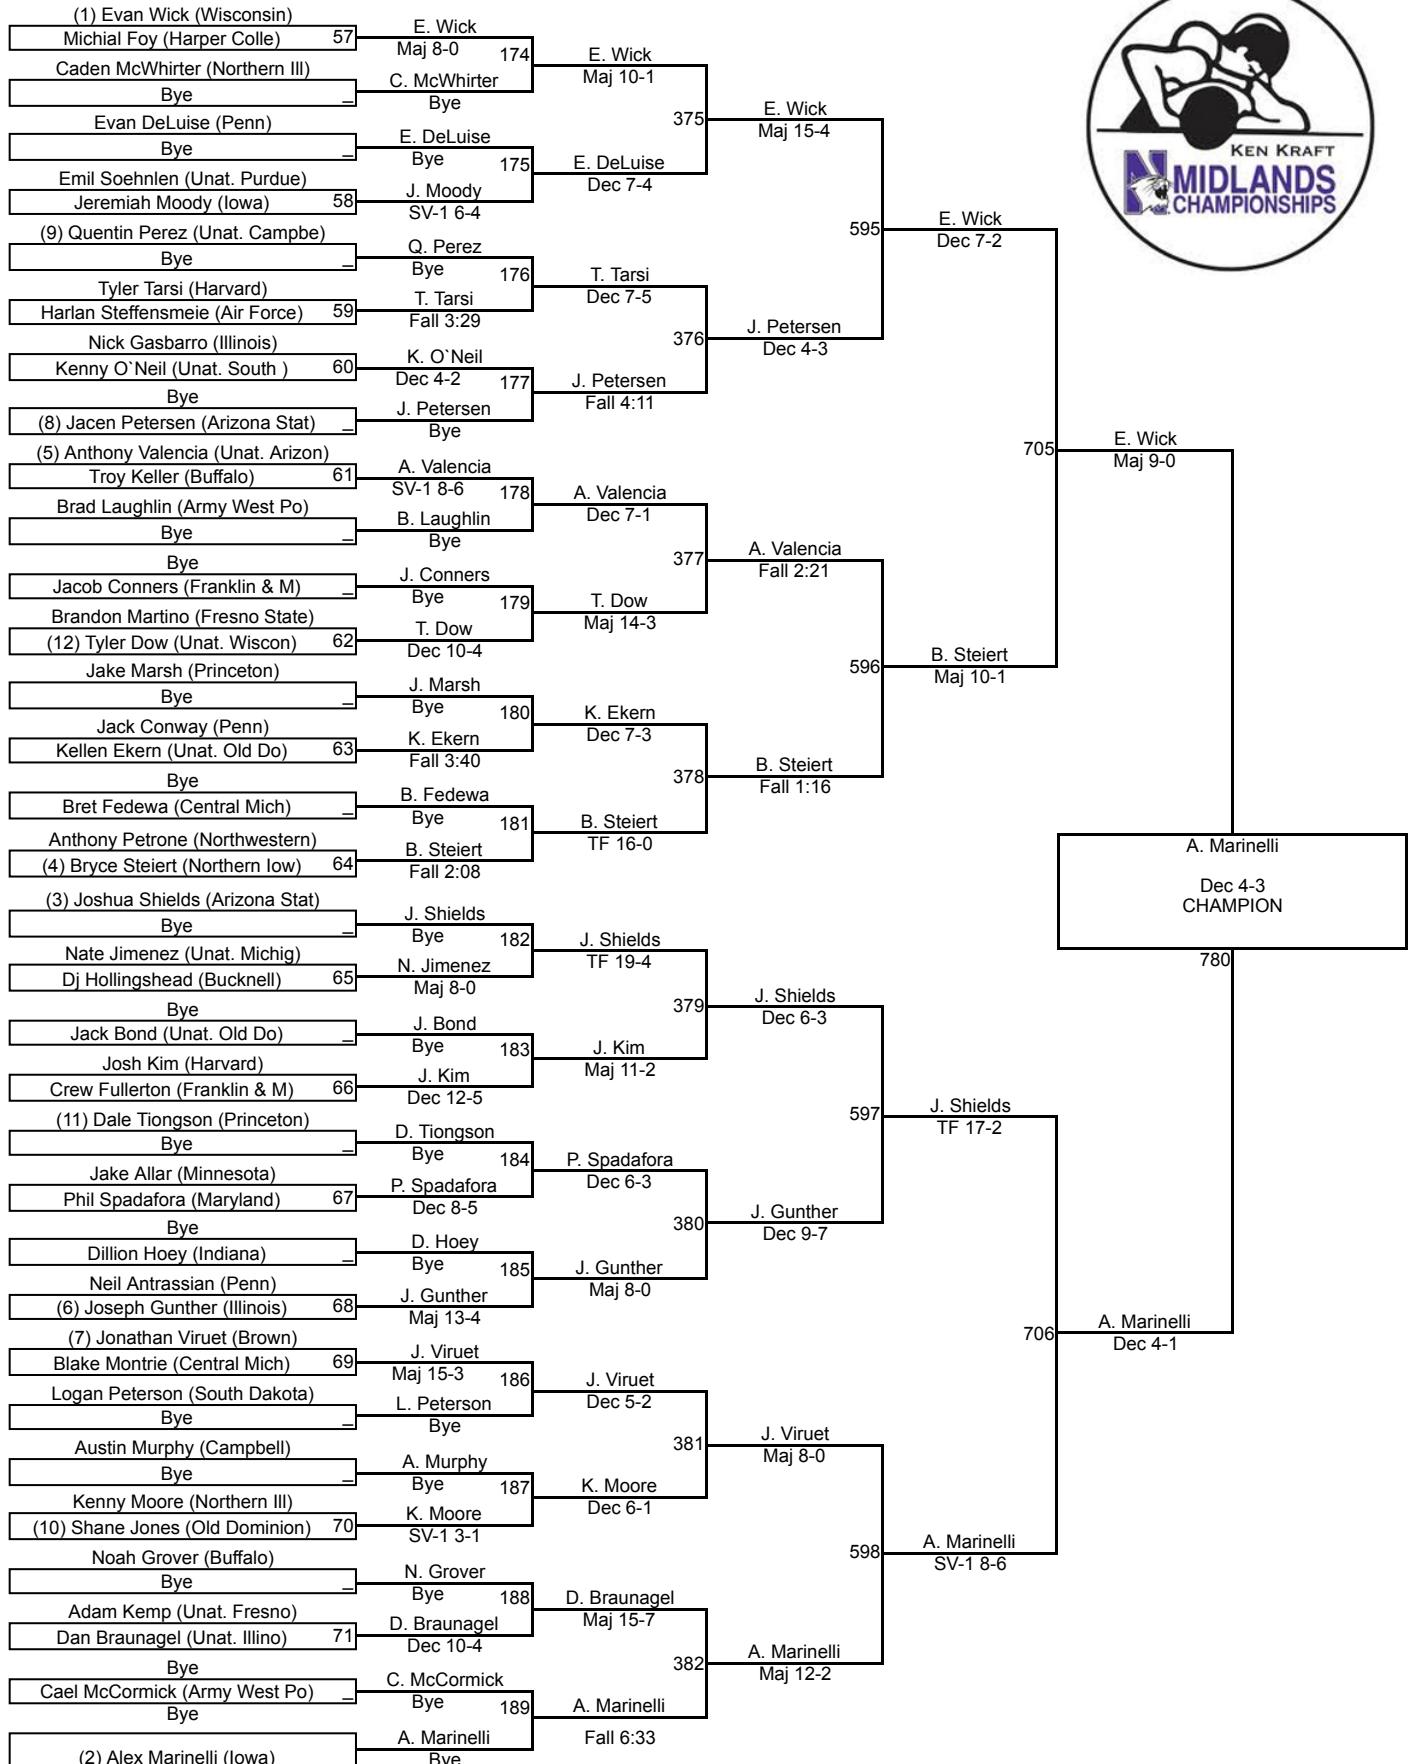 (1) Evan Wick (Wisconsin)
Michial Foy (Harper Colle) 57
Caden McWhirter (Northern Ill)
Bye _
Evan DeLuise (Penn)
Bye _
Emil Soehnlen (Unat. Purdue)
Jeremiah Moody (Iowa) 58
(9) Quentin Perez (Unat. Campbe)
Bye _
Tyler Tarsi (Harvard)
Harlan Steffensmeie (Air Force) 59
Nick Gasbarro (Illinois)
Kenny O`Neil (Unat. South ) 60
Bye
(8) Jacen Petersen (Arizona Stat) _
(5) Anthony Valencia (Unat. Arizon)
Troy Keller (Buffalo) 61
Brad Laughlin (Army West Po)
Bye _
Bye
Jacob Conners (Franklin & M) _
Brandon Martino (Fresno State)
(12) Tyler Dow (Unat. Wiscon) 62
Jake Marsh (Princeton)
Bye _
Jack Conway (Penn)
Kellen Ekern (Unat. Old Do) 63
Bye
Bret Fedewa (Central Mich) _
Anthony Petrone (Northwestern)
(4) Bryce Steiert (Northern Iow) 64
(3) Joshua Shields (Arizona Stat)
Bye _
Nate Jimenez (Unat. Michig)
Dj Hollingshead (Bucknell) 65
Bye
Jack Bond (Unat. Old Do) _
Josh Kim (Harvard)
Crew Fullerton (Franklin & M) 66
(11) Dale Tiongson (Princeton)
Bye _
Jake Allar (Minnesota)
Phil Spadafora (Maryland) 67
Bye
Dillion Hoey (Indiana) _
Neil Antrassian (Penn)
(6) Joseph Gunther (Illinois) 68
(7) Jonathan Viruet (Brown)
Blake Montrie (Central Mich) 69
Logan Peterson (South Dakota)
Bye _
Austin Murphy (Campbell)
Bye _
Kenny Moore (Northern Ill)
(10) Shane Jones (Old Dominion) 70
Noah Grover (Buffalo)
Bye _
Adam Kemp (Unat. Fresno)
Dan Braunagel (Unat. Illino) 71
Bye
Cael McCormick (Army West Po) _
Bye
(2) Alex Marinelli (Iowa)
E. Wick
Maj 8-0
174
C. McWhirter
Bye
E. DeLuise
Bye
175
J. Moody
SV-1 6-4
Q. Perez
Bye
176
T. Tarsi
Fall 3:29
K. O`Neil
Dec 4-2
177
J. Petersen
Bye
A. Valencia
SV-1 8-6
178
B. Laughlin
Bye
J. Conners
Bye
179
T. Dow
Dec 10-4
J. Marsh
Bye
180
K. Ekern
Fall 3:40
B. Fedewa
Bye
181
B. Steiert
Fall 2:08
J. Shields
Bye
182
N. Jimenez
Maj 8-0
J. Bond
Bye
183
J. Kim
Dec 12-5
D. Tiongson
Bye
184
P. Spadafora
Dec 8-5
D. Hoey
Bye
185
J. Gunther
Maj 13-4
J. Viruet
Maj 15-3
186
L. Peterson
Bye
A. Murphy
Bye
187
K. Moore
SV-1 3-1
N. Grover
Bye
188
D. Braunagel
Dec 10-4
C. McCormick
Bye
189
A. Marinelli
Bye
E. Wick
Maj 10-1
375
E. DeLuise
Dec 7-4
T. Tarsi
Dec 7-5
376
J. Petersen
Fall 4:11
A. Valencia
Dec 7-1
377
T. Dow
Maj 14-3
K. Ekern
Dec 7-3
378
B. Steiert
TF 16-0
J. Shields
TF 19-4
379
J. Kim
Maj 11-2
P. Spadafora
Dec 6-3
380
J. Gunther
Maj 8-0
J. Viruet
Dec 5-2
381
K. Moore
Dec 6-1
D. Braunagel
Maj 15-7
382
A. Marinelli
Fall 6:33
E. Wick
Maj 15-4
595
J. Petersen
Dec 4-3
A. Valencia
Fall 2:21
596
B. Steiert
Fall 1:16
J. Shields
Dec 6-3
597
J. Gunther
Dec 9-7
J. Viruet
Maj 8-0
598
A. Marinelli
Maj 12-2
E. Wick
Dec 7-2
705
B. Steiert
Maj 10-1
J. Shields
TF 17-2
706
A. Marinelli
SV-1 8-6
E. Wick
Maj 9-0
A. Marinelli
Dec 4-3
CHAMPION
780
A. Marinelli
Dec 4-1
KEN KRAFT
N MIDLANDS
CHAMPIONSHIPS